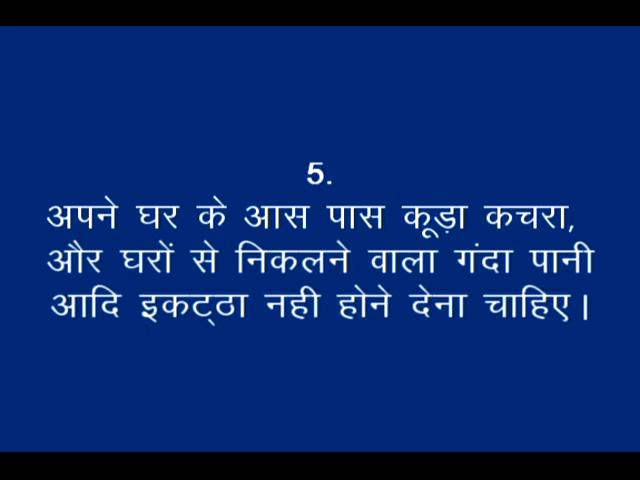 5.
अपने घर के आस पास कूड़ा कचरा,
और घरों से निकलने वाला गंदा पानी
आदि इकट्ठा नही होने देना चाहिए।